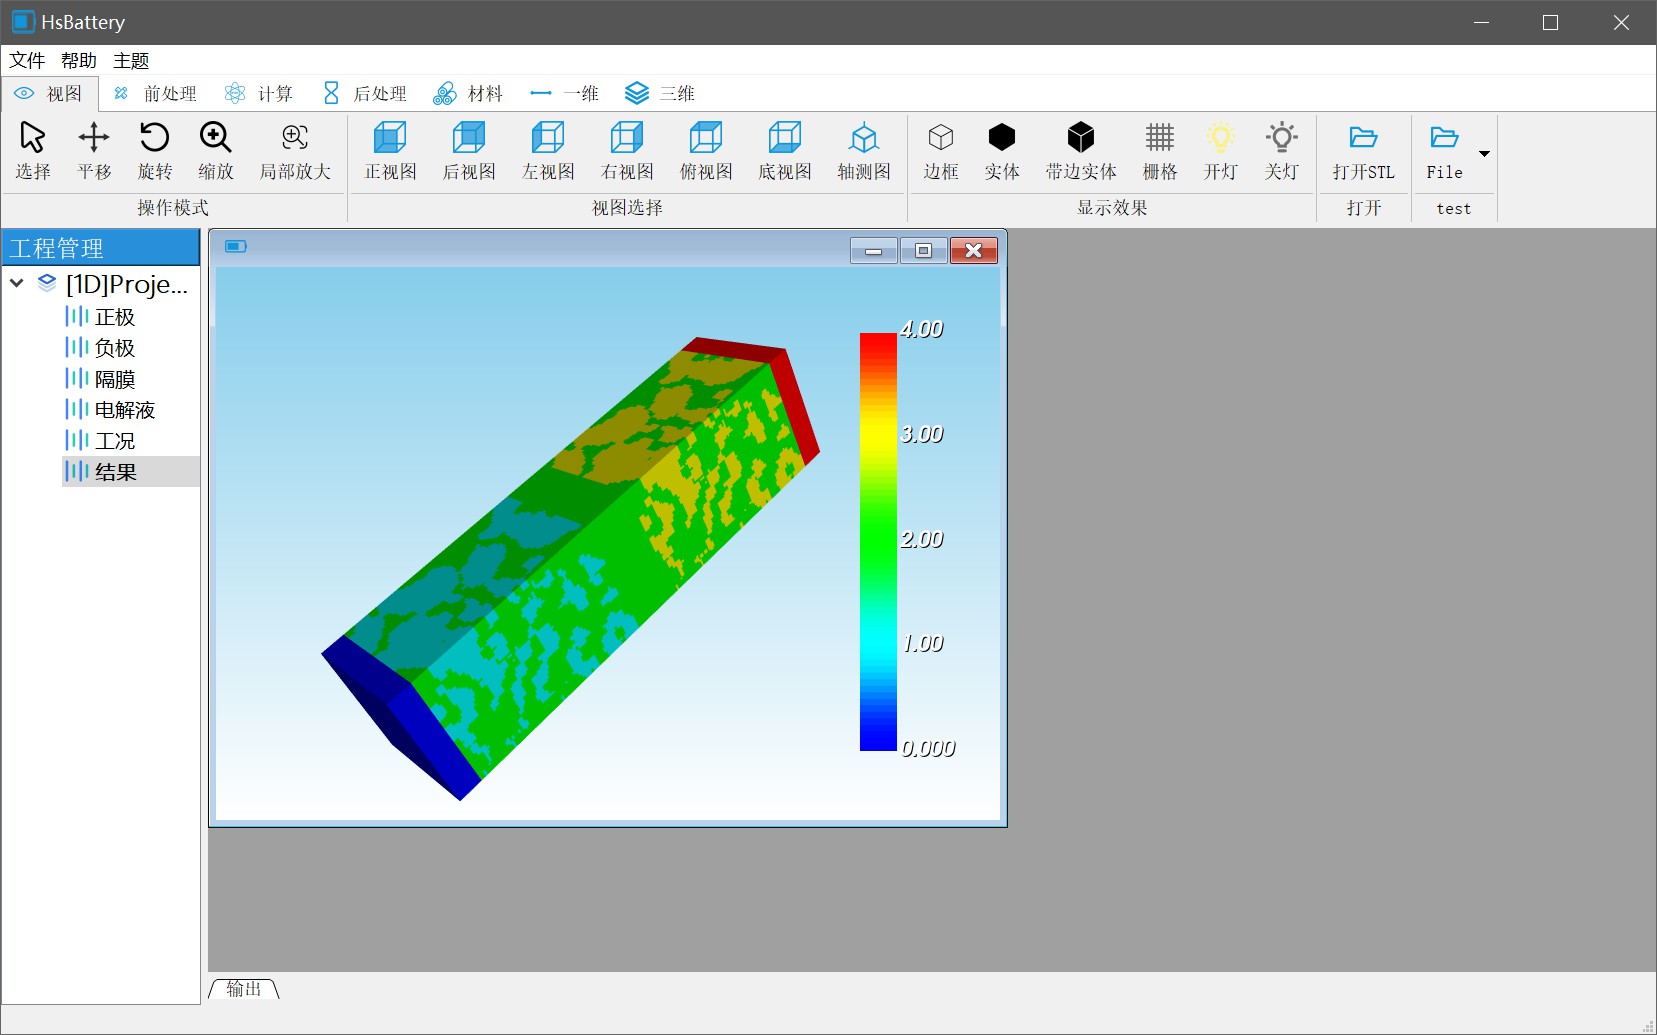 HsBattery
文件 帮助 主题
视图 前处理 计算 后处理 材料 一维 三维
选择 平移 旋转 缩放 局部放大 正视图 后视图 左视图 右视图 俯视图 底视图 轴测图 边框 实体 带边实体 栅格 开灯 关灯 打开STL File
操作模式 视图选择 显示效果 打开 test
工程管理
[1D]Proje...
正极
负极
隔膜
电解液
工况
结果
4.00
3.00
2.00
1.00
0.000
输出